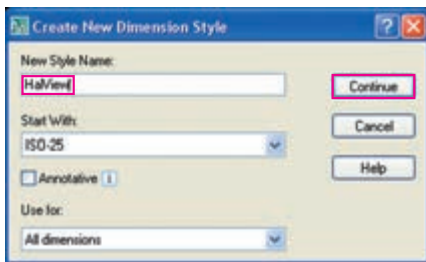 Create New Dimension Style
New Style Name:
HalView
Continue
Start With:
Cancel
ISO-25
Help
Annotative
Use for:
All dimensions